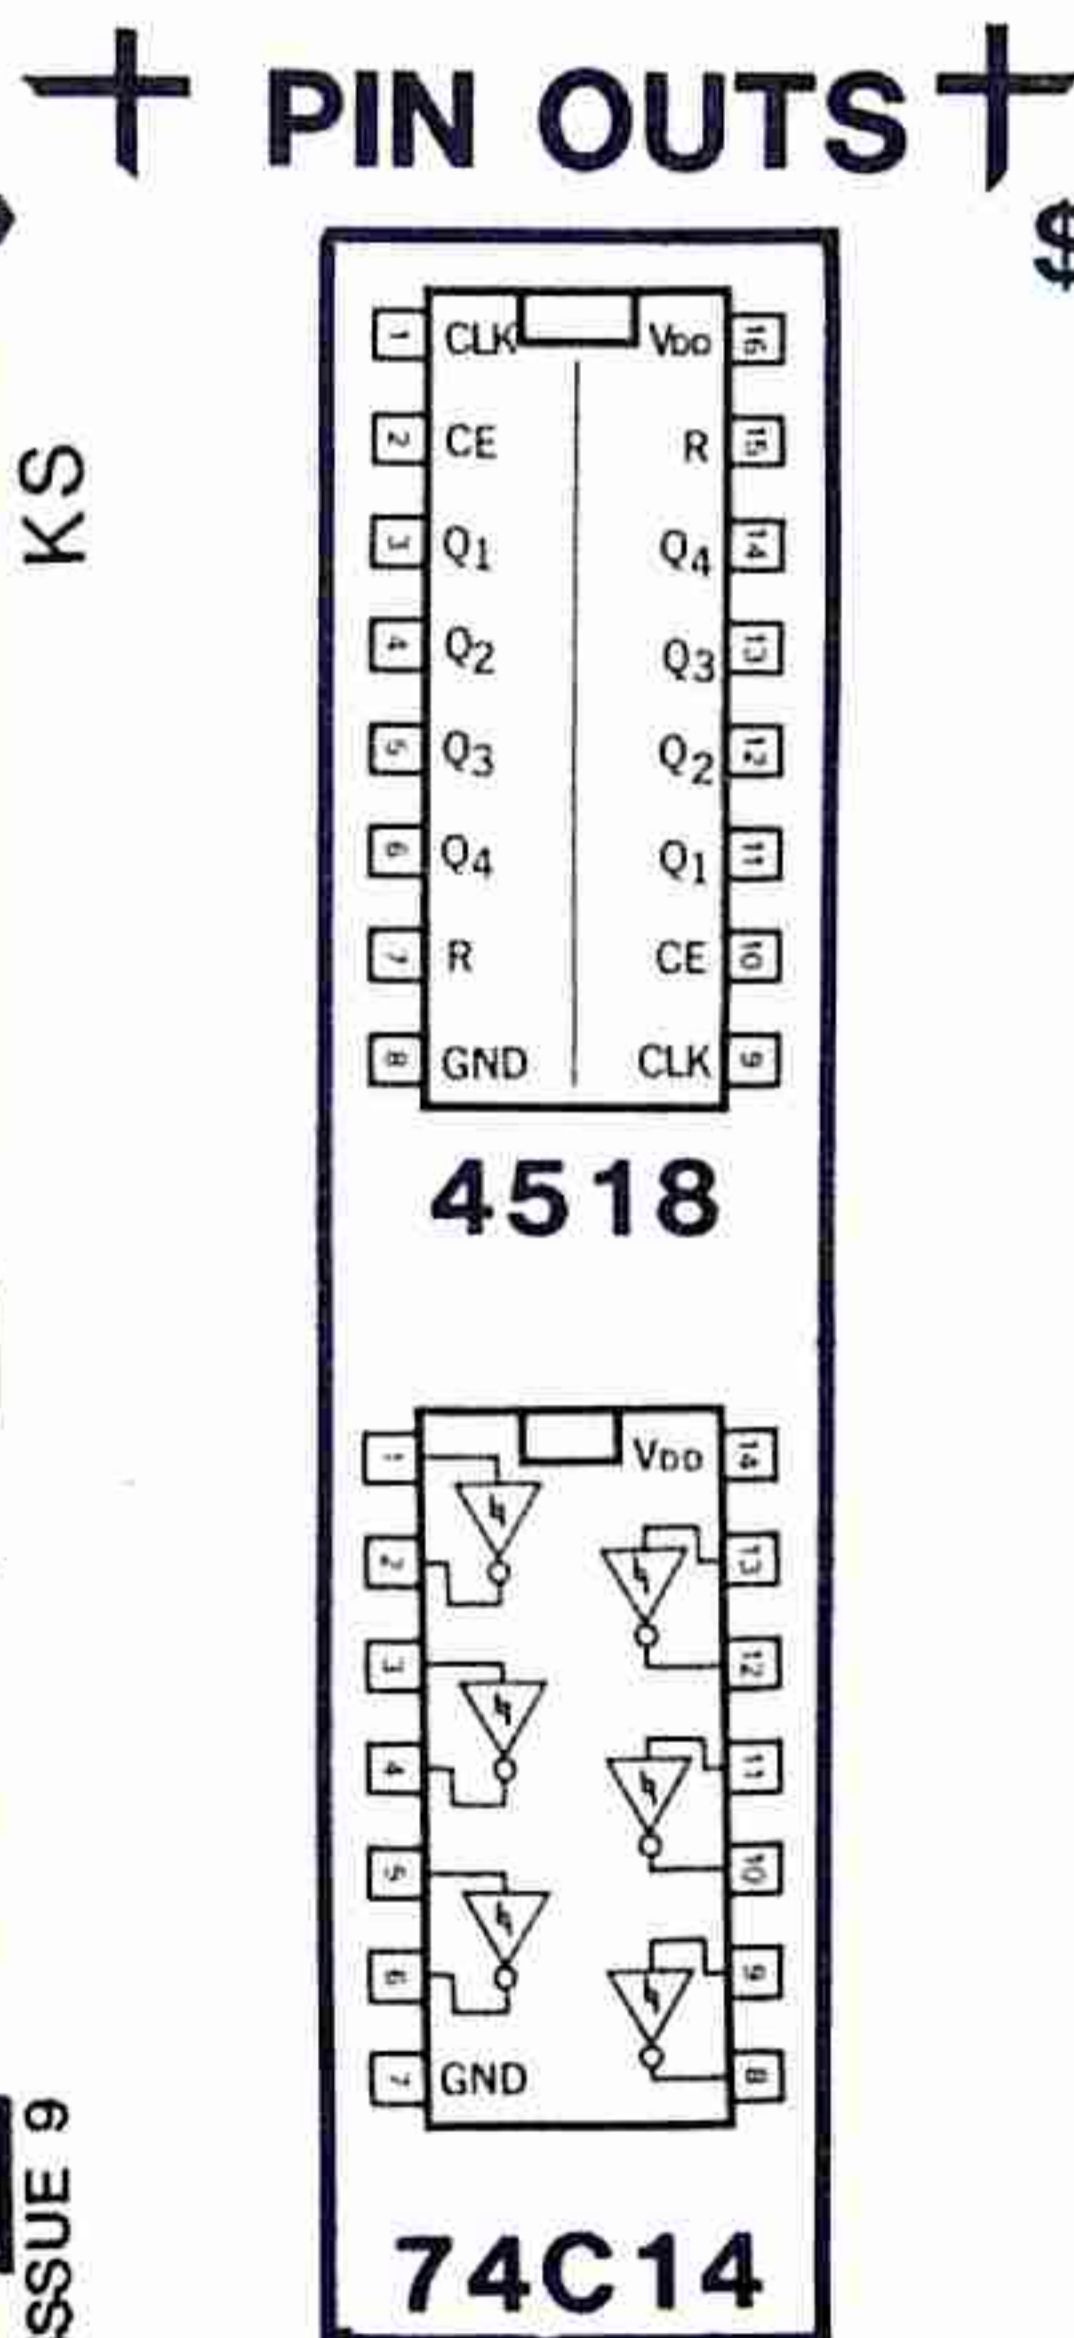 PIN OUTS
$
KS
1 CLK VDD 16
2 CE R 15
3 Q1 Q4 14
4 Q2 Q3 13
5 Q3 Q2 12
6 Q4 Q1 11
7 R CE 10
8 GND CLK 9
4518
1 VDD 14
2 13
3 12
4 11
5 10
6 9
7 GND 8
74C14
SSUE 9